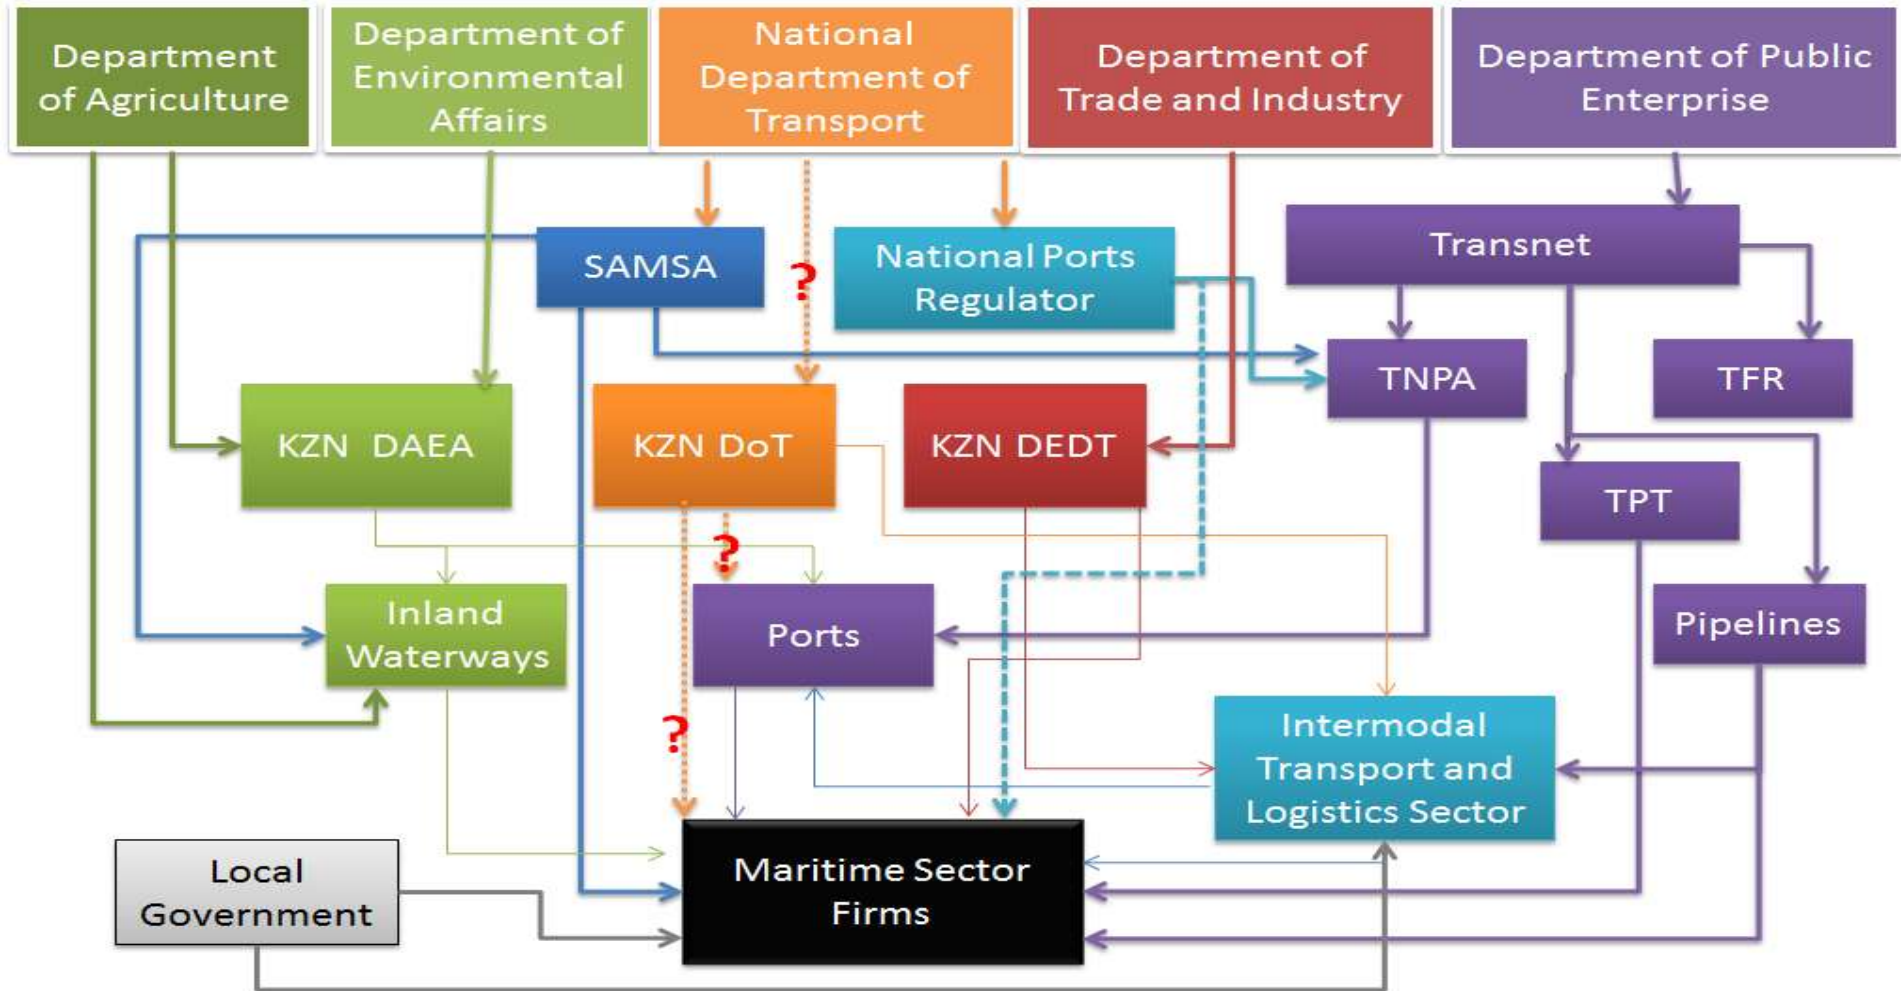 Department
of Agriculture
Department of
Environmental
Affairs
National
Department of
Transport
Department of
Trade and Industry
Department of Public
Enterprise
SAMSA
?
National Ports
Regulator
Transnet
TNPA
TFR
KZN DAEA
KZN DoT
KZN DEDT
TPT
?
Inland
Waterways
Ports
Pipelines
?
Intermodal
Transport and
Logistics Sector
Local
Government
Maritime Sector
Firms